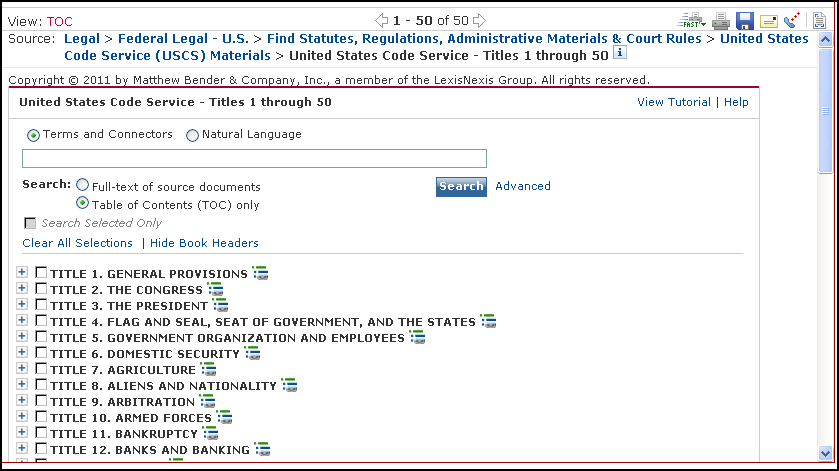 View: TOC
1 - 50 of 50
FAST
Source: Legal > Federal Legal - U.S. > Find Statutes, Regulations, Administrative Materials & Court Rules > United States
Code Service (USCS) Materials > United States Code Service - Titles 1 through 50 i
Copyright © 2011 by Matthew Bender & Company, Inc., a member of the LexisNexis Group. All rights reserved.
United States Code Service - Titles 1 through 50
View Tutorial | Help
Terms and Connectors Natural Language
Search: Full-text of source documents
Search Advanced
Table of Contents (TOC) only
Search Selected Only
Clear All Selections | Hide Book Headers
TITLE 1. GENERAL PROVISIONS
TITLE 2. THE CONGRESS
TITLE 3. THE PRESIDENT
TITLE 4. FLAG AND SEAL, SEAT OF GOVERNMENT, AND THE STATES
TITLE 5. GOVERNMENT ORGANIZATION AND EMPLOYEES
TITLE 6. DOMESTIC SECURITY
TITLE 7. AGRICULTURE
TITLE 8. ALIENS AND NATIONALITY
TITLE 9. ARBITRATION
TITLE 10. ARMED FORCES
TITLE 11. BANKRUPTCY
TITLE 12. BANKS AND BANKING